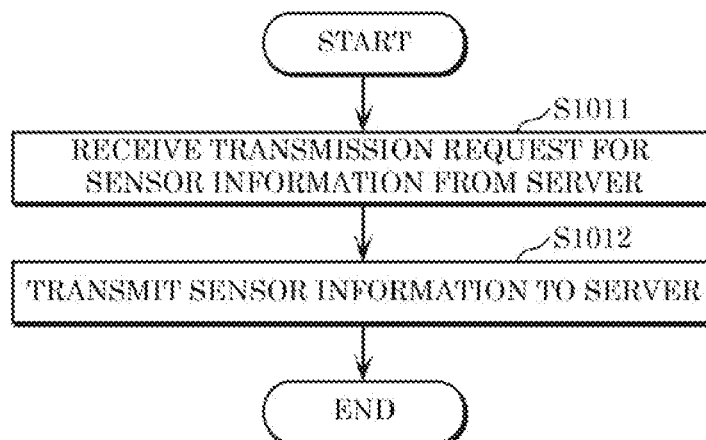 START
S1011
RECEIVE TRANSMISSION REQUEST FOR
SENSOR INFORMATION FROM SERVER
S1012
TRANSMIT SENSOR INFORMATION TO SERVER
END